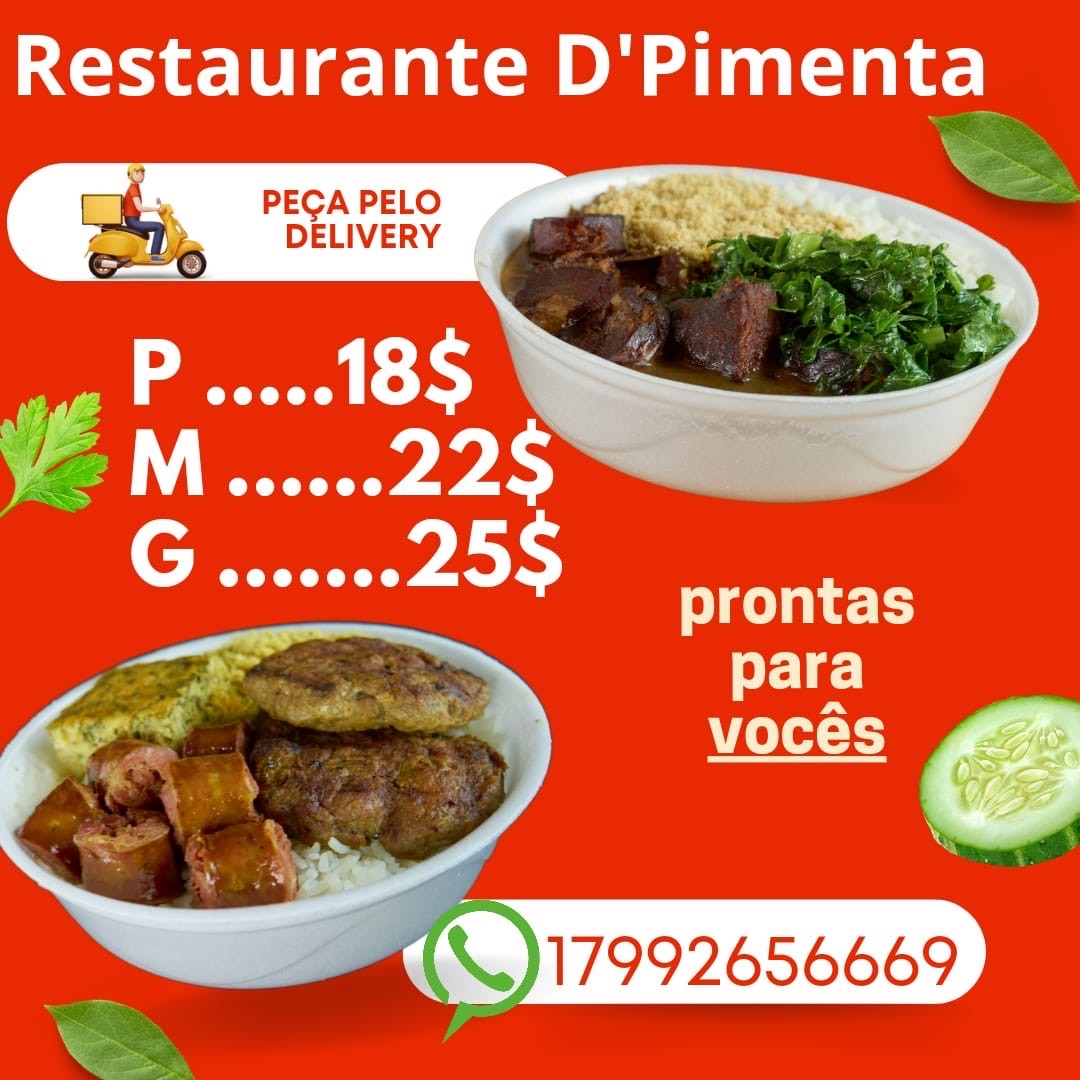 Restaurante D'Pimenta
PEÇA PELO
DELIVERY
P .....18$
M ......22$
G .......25$
prontas
para
vocês
17992656669